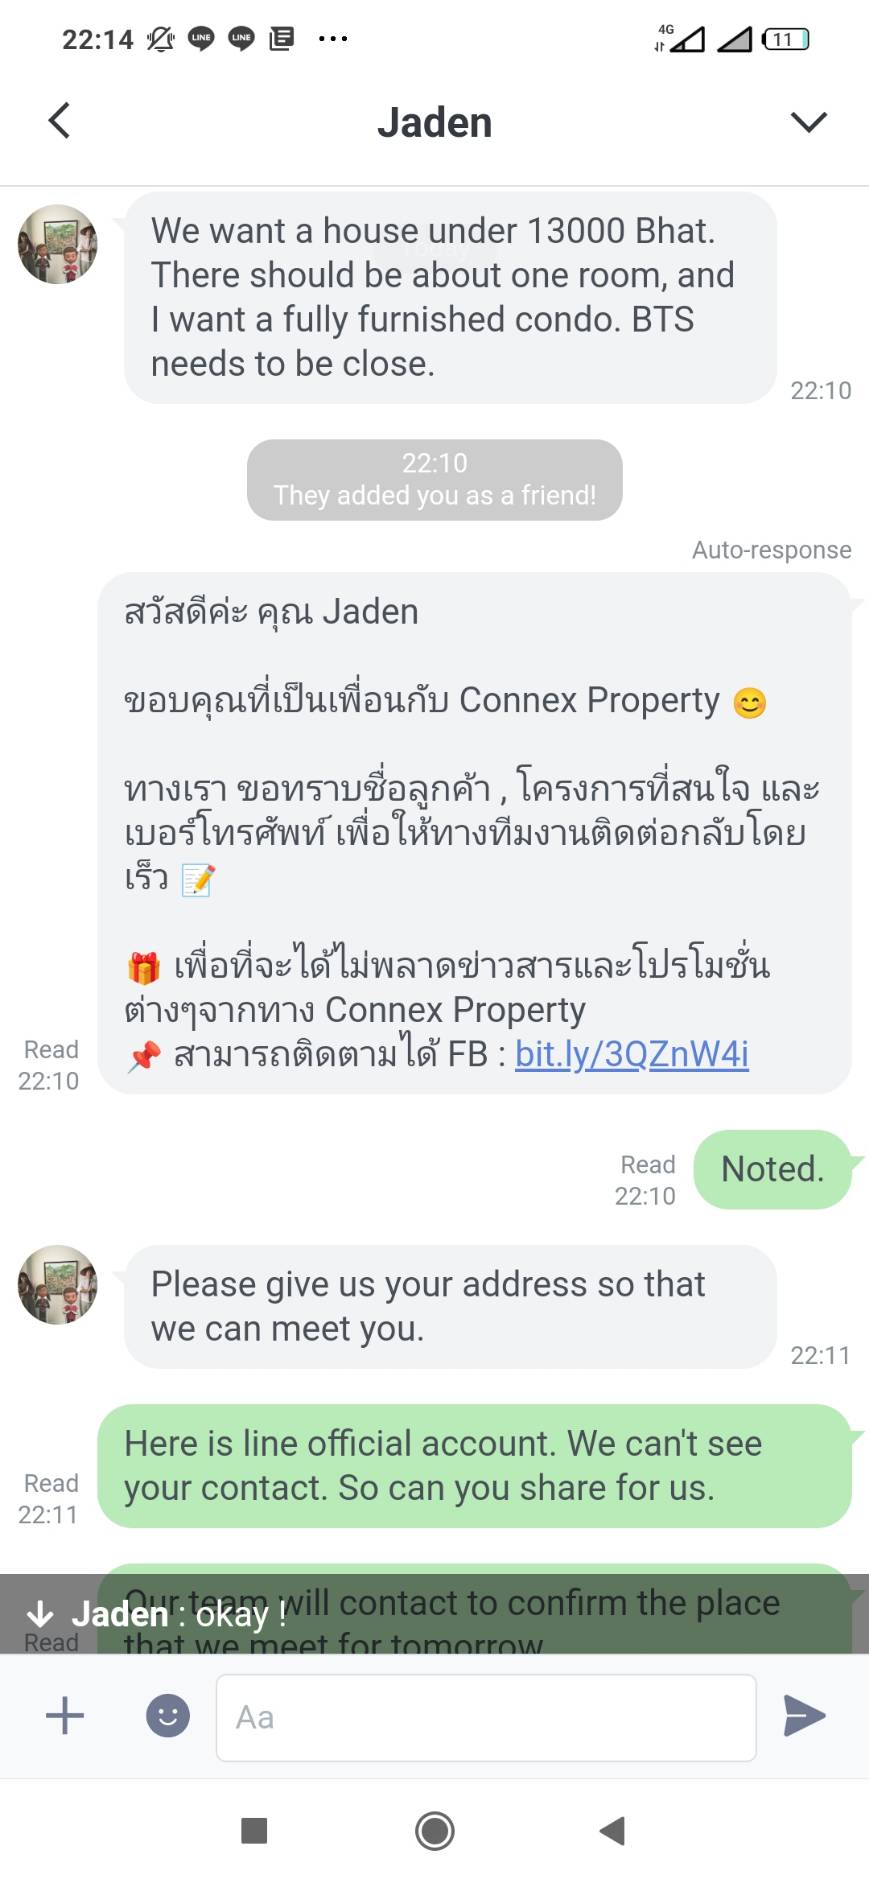 22:14
LINE
LINE
4G
11
Jaden
We want a house under 13000 Bhat.
There should be about one room, and
I want a fully furnished condo. BTS
needs to be close.
22:10
Today
22:10
They added you as a friend!
Auto-response
สวัสดีค่ะ คุณ Jaden
ขอบคุณที่เป็นเพื่อนกับ Connex Property 😊
ทางเรา ขอทราบชื่อลูกค้า , โครงการที่สนใจ และ
เบอร์โทรศัพท์ เพื่อให้ทางทีมงานติดต่อกลับโดย
เร็ว 📝
🎁 เพื่อที่จะได้ไม่พลาดข่าวสารและโปรโมชั่น
ต่างๆจากทาง Connex Property
📌 สามารถติดตามได้ FB : bit.ly/3QZnW4i
Read
22:10
Read
22:10
Noted.
Please give us your address so that
we can meet you.
22:11
Here is line official account. We can't see
your contact. So can you share for us.
Read
22:11
Our team will contact to confirm the place
that we meet for tomorrow
Jaden : okay !
Read
Aa